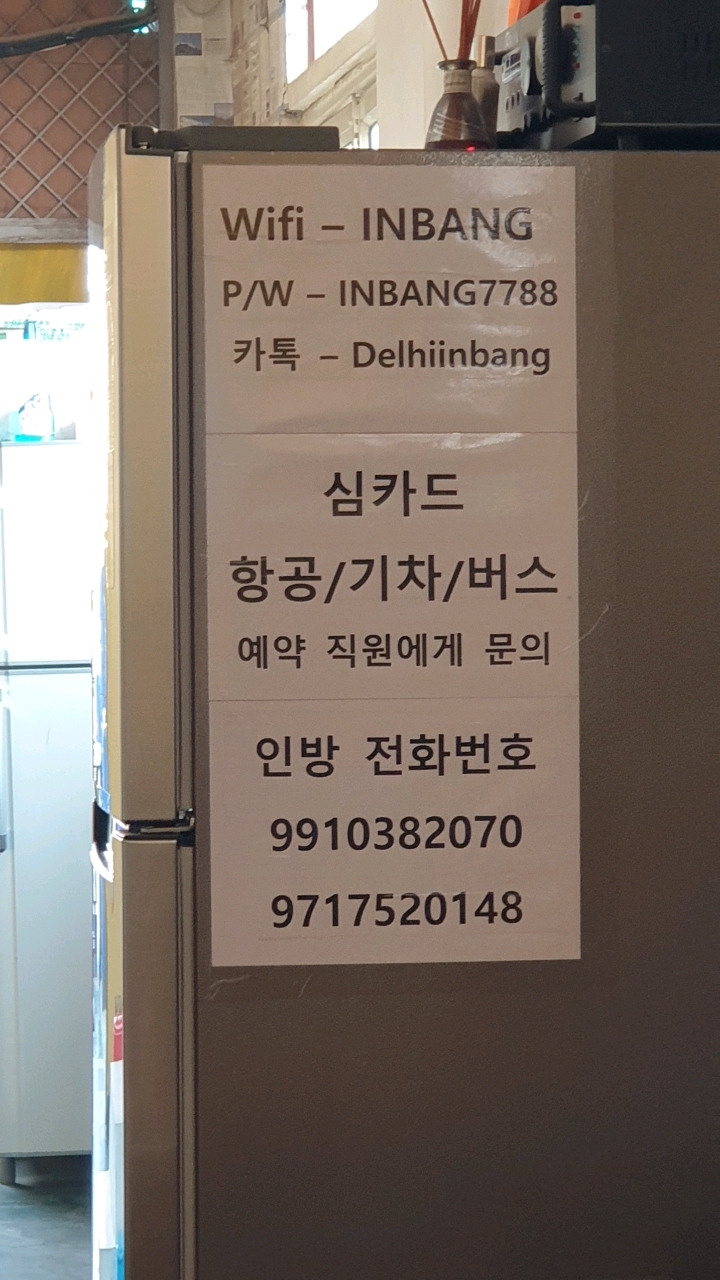 Wifi – INBANG
P/W – INBANG7788
카톡 – Delhiinbang
심카드
항공/기차/버스
예약 직원에게 문의
인방 전화번호
9910382070
9717520148